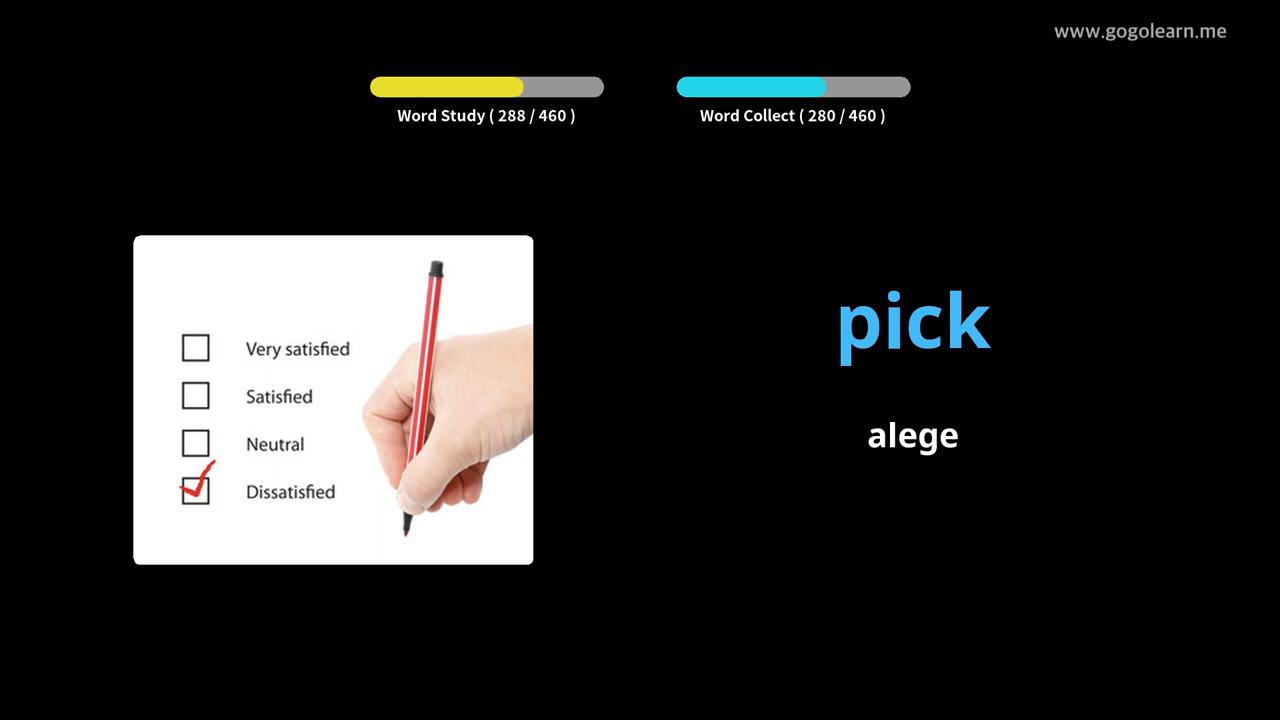 www.gogolearn.me
Word Study ( 288 / 460 )
Word Collect ( 280 / 460 )
Very satisfied
Satisfied
Neutral
Dissatisfied
pick
alege